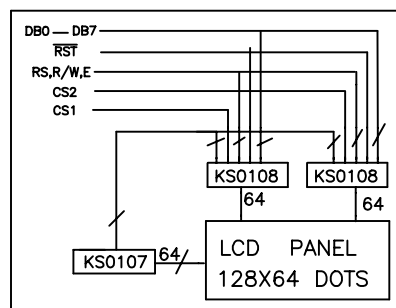 DB0 — DB7
RST
RS,R/W,E
CS2
CS1
KS0108
KS0108
64
64
KS0107
64
LCD PANEL
128X64 DOTS